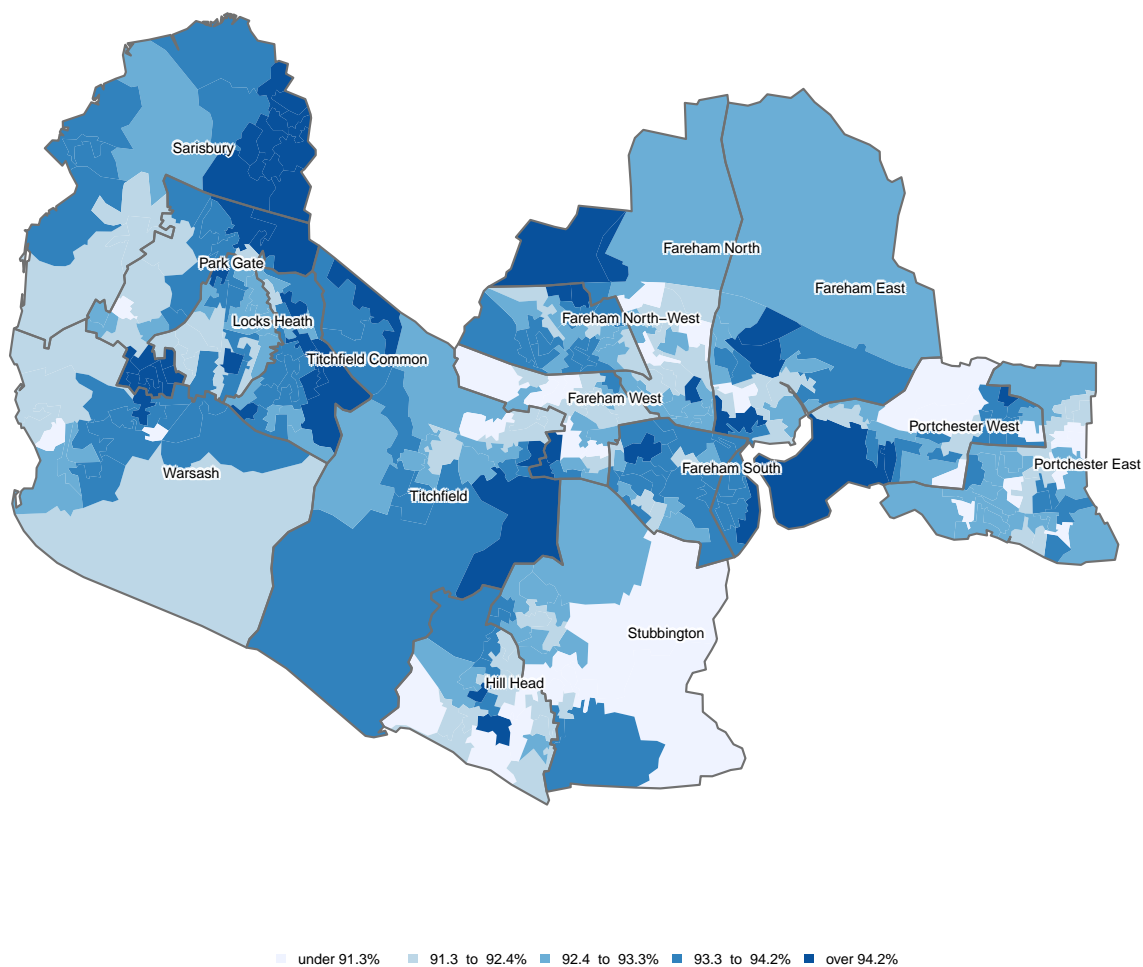 Sarisbury
Fareham North
Park Gate
Fareham East
Locks Heath
Fareham North−West
Titchfield Common
Fareham West
Portchester West
Warsash
Fareham South
Portchester East
Titchfield
Stubbington
Hill Head
under 91.3% 91.3 to 92.4% 92.4 to 93.3% 93.3 to 94.2% over 94.2%